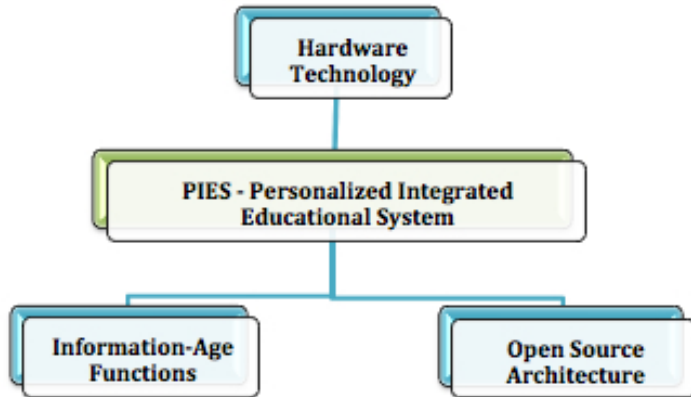 Hardware
Technology
PIES - Personalized Integrated
Educational System
Information-Age
Functions
Open Source
Architecture